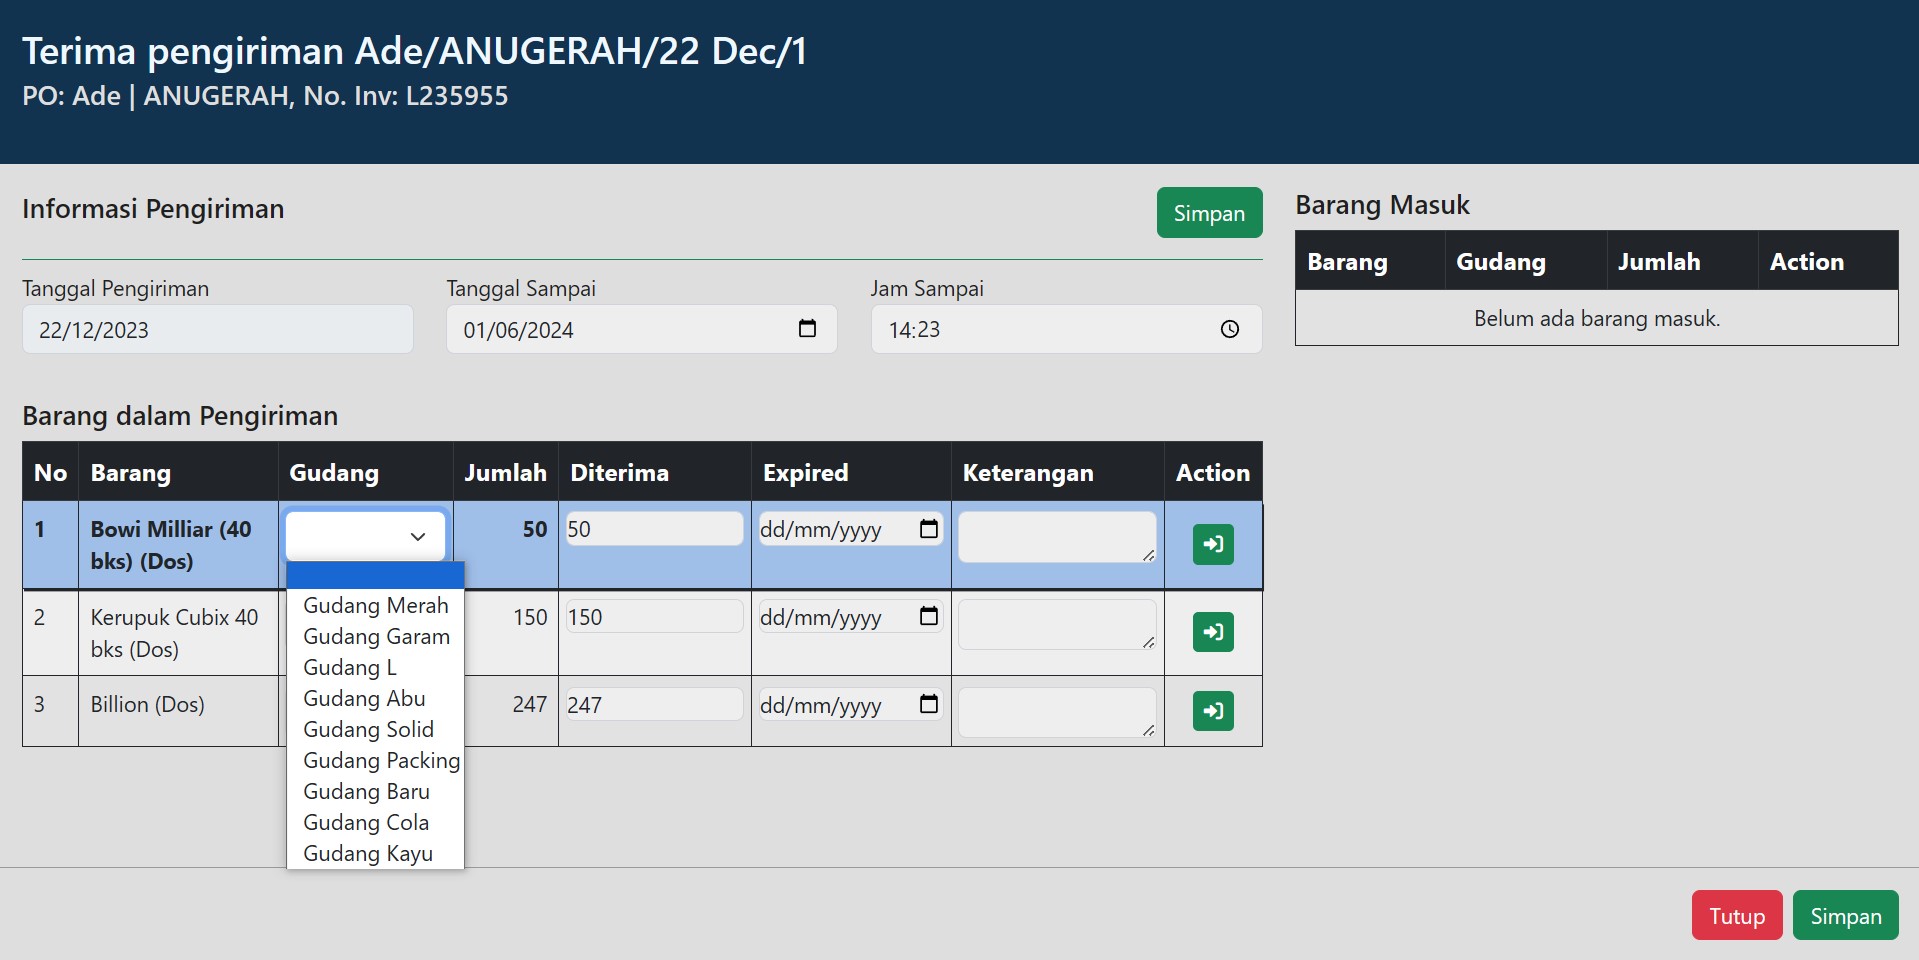 Terima pengiriman Ade/ANUGERAH/22 Dec/1
PO: Ade | ANUGERAH, No. Inv: L235955
Informasi Pengiriman
Simpan
Tanggal Pengiriman
Tanggal Sampai
Jam Sampai
22/12/2023
01/06/2024
14:23
Barang Masuk
Barang Gudang Jumlah Action
Belum ada barang masuk.
Barang dalam Pengiriman
No Barang Gudang Jumlah Diterima Expired Keterangan Action
1 Bowi Milliar (40 50 50 dd/mm/yyyy
bks) (Dos)
2 Kerupuk Cubix 40 150 150 dd/mm/yyyy
bks (Dos)
3 Billion (Dos) 247 247 dd/mm/yyyy
Gudang Merah
Gudang Garam
Gudang L
Gudang Abu
Gudang Solid
Gudang Packing
Gudang Baru
Gudang Cola
Gudang Kayu
Tutup
Simpan